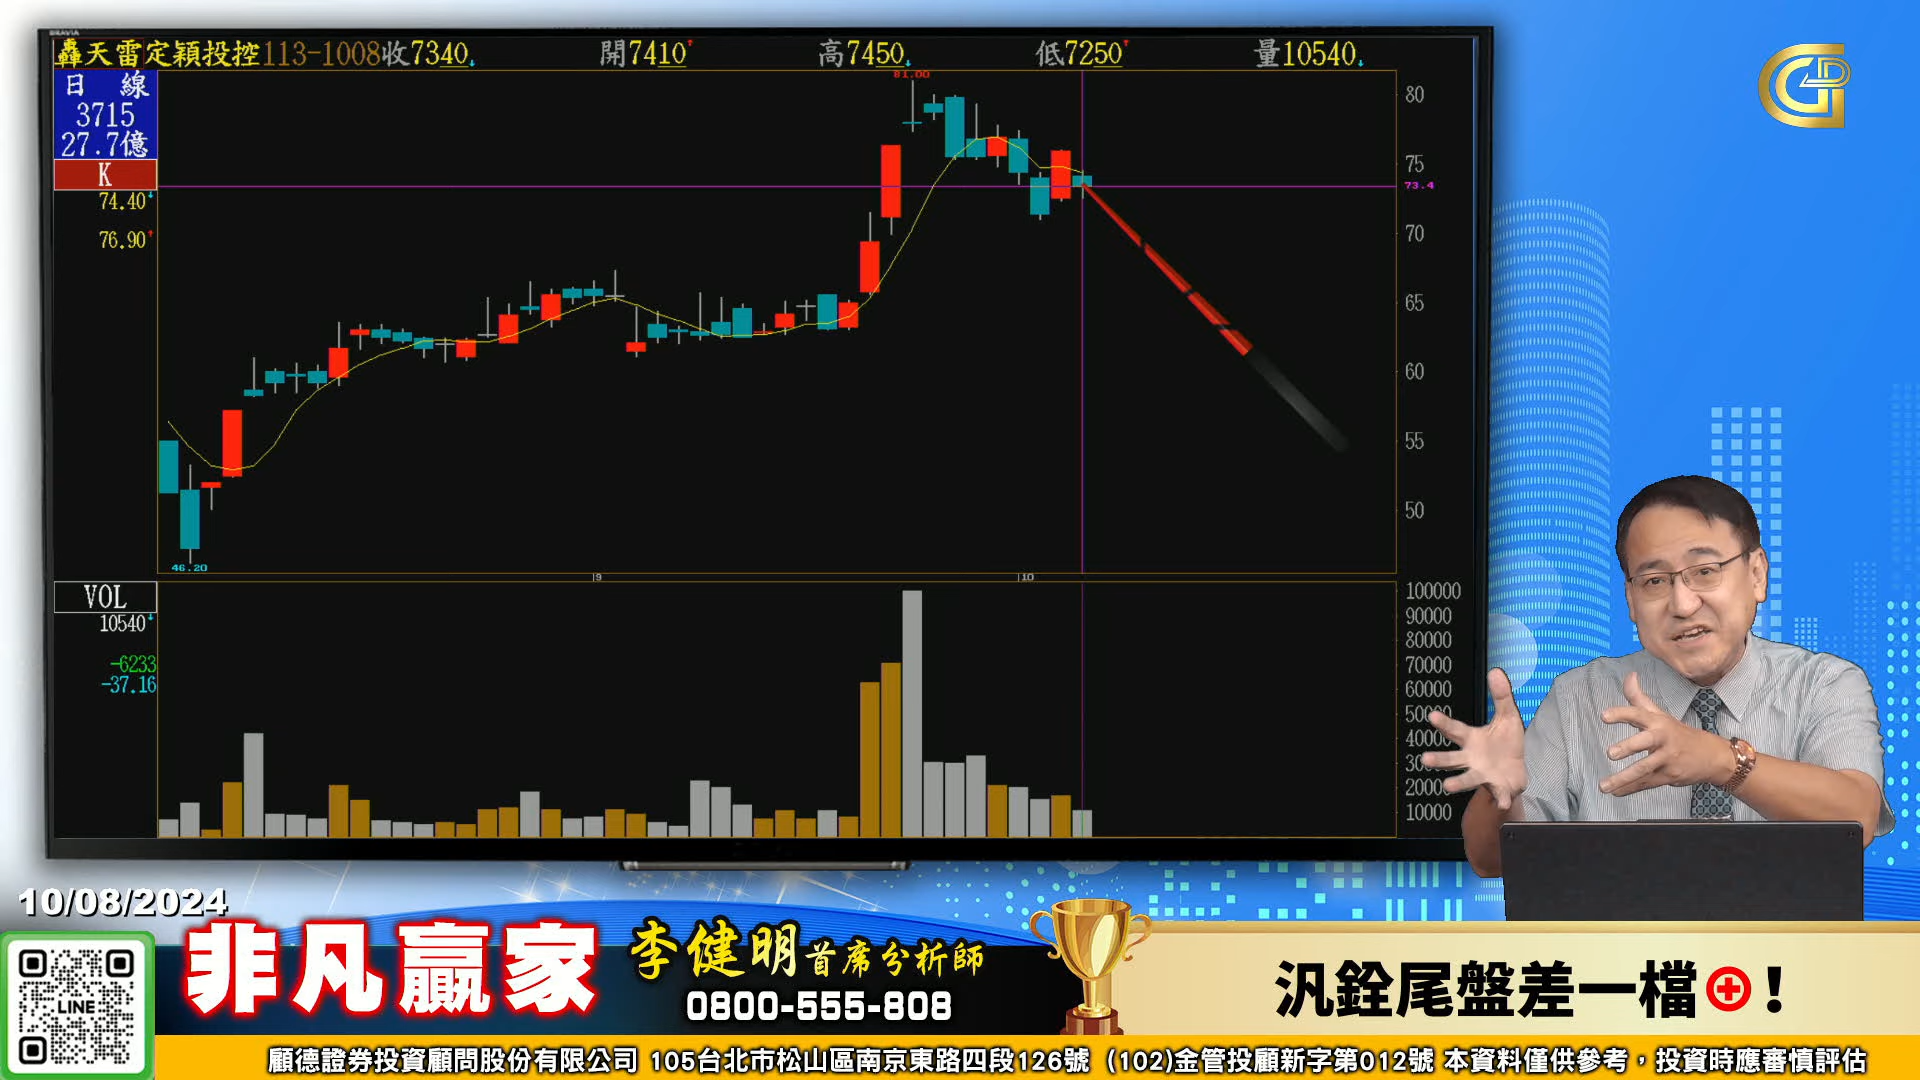 BRAVIA
轟天雷定穎投控113-1008收7340 開7410 高7450 低7250 量10540
日 線
3715
27.7億
K
74.40
76.90
81.00
46.20
80
75
73.4
70
65
60
55
50
9
10
VOL
10540
-6233
-37.16
100000
90000
80000
70000
60000
50000
40000
30
20000
10000
10/08/2024
LINE
非凡贏家
李健明首席分析師
0800-555-808
汎銓尾盤差一檔!
顧德證券投資顧問股份有限公司 105台北市松山區南京東路四段126號 (102)金管投顧新字第012號 本資料僅供參考，投資時應審慎評估